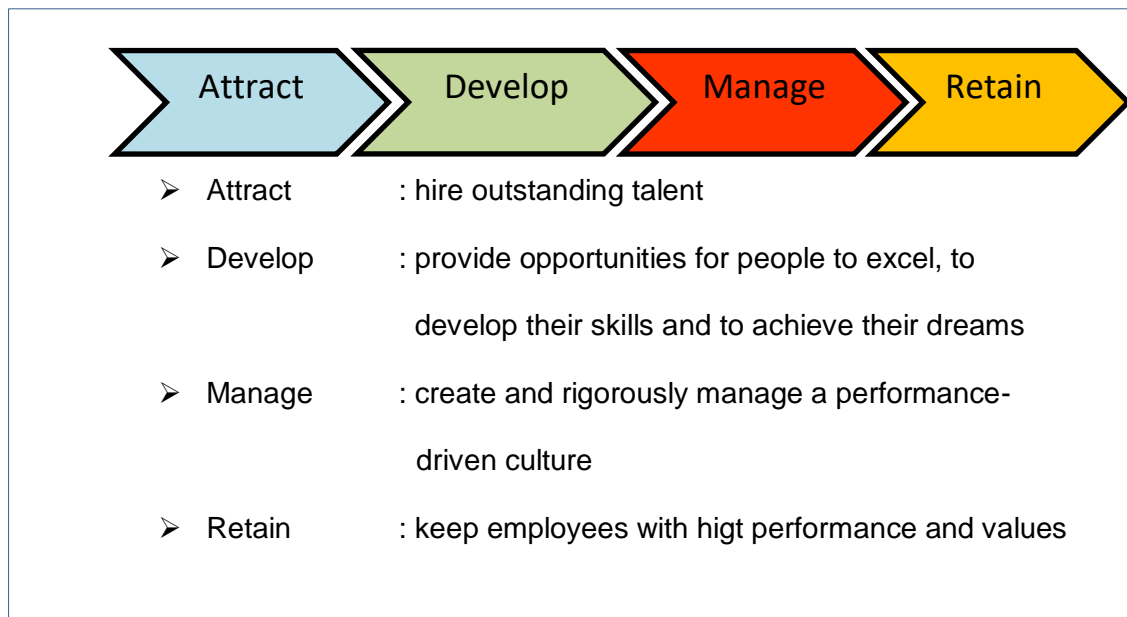 Attract Develop Manage Retain
➢ Attract : hire outstanding talent
➢ Develop : provide opportunities for people to excel, to
develop their skills and to achieve their dreams
➢ Manage : create and rigorously manage a performance-
driven culture
➢ Retain : keep employees with higt performance and values